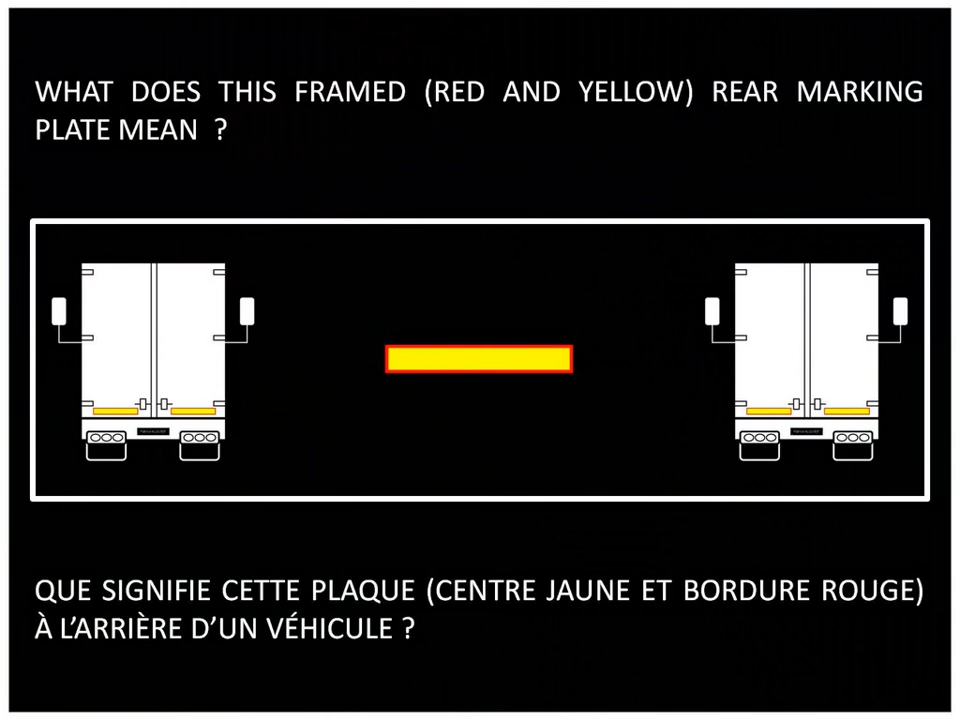 WHAT DOES THIS FRAMED (RED AND YELLOW) REAR MARKING
PLATE MEAN ?
QUE SIGNIFIE CETTE PLAQUE (CENTRE JAUNE ET BORDURE ROUGE)
À L’ARRIÈRE D’UN VÉHICULE ?